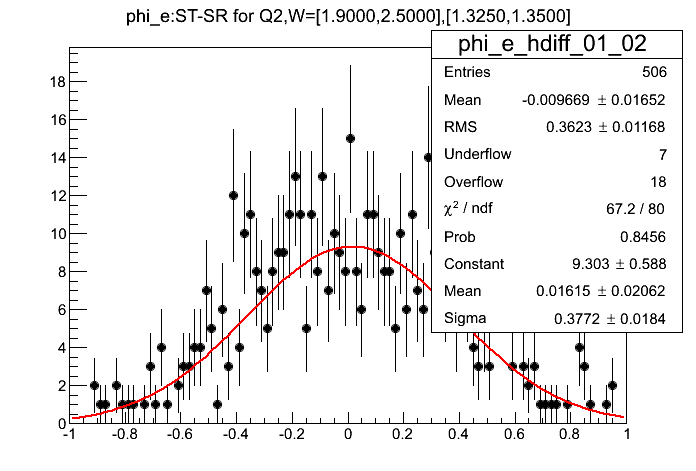 phi_e:ST-SR for Q2,W=[1.9000,2.5000],[1.3250,1.3500]
phi_e_hdiff_01_02
Entries 506
Mean -0.009669 ± 0.01652
RMS 0.3623 ± 0.01168
Underflow 7
Overflow 18
χ² / ndf 67.2 / 80
Prob 0.8456
Constant 9.303 ± 0.588
Mean 0.01615 ± 0.02062
Sigma 0.3772 ± 0.0184
18
16
14
12
10
8
6
4
2
0
-1 -0.8 -0.6 -0.4 -0.2 0 0.2 0.4 0.6 0.8 1